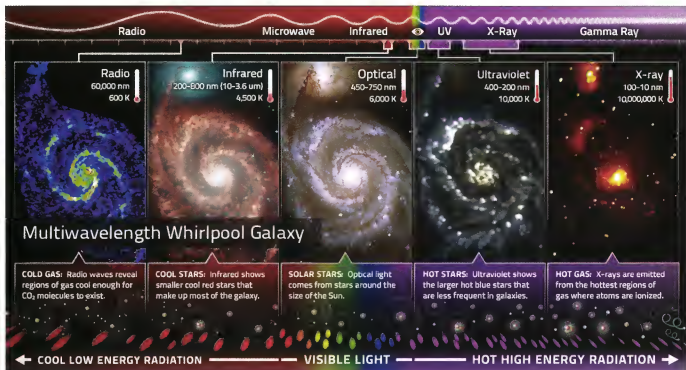 Radio Microwave Infrared UV X-Ray Gamma Ray
Radio
60,000 nm
600 K
Infrared
200-800 nm (10-3.6 um)
4,500 K
Optical
450-750 nm
6,000 K
Ultraviolet
400-200 nm
10,000 K
X-ray
100-10 nm
10,000,000 K
Multiwavelength Whirlpool Galaxy
COLD GAS: Radio waves reveal
regions of gas cool enough for
CO₂ molecules to exist.
COOL STARS: Infrared shows
smaller cool red stars that
make up most of the galaxy.
SOLAR STARS: Optical light
comes from stars around the
size of the Sun.
HOT STARS: Ultraviolet shows
the larger hot blue stars that
are less frequent in galaxies.
HOT GAS: X-rays are emitted
from the hottest regions of
gas where atoms are ionized.
COOL LOW ENERGY RADIATION VISIBLE LIGHT HOT HIGH ENERGY RADIATION